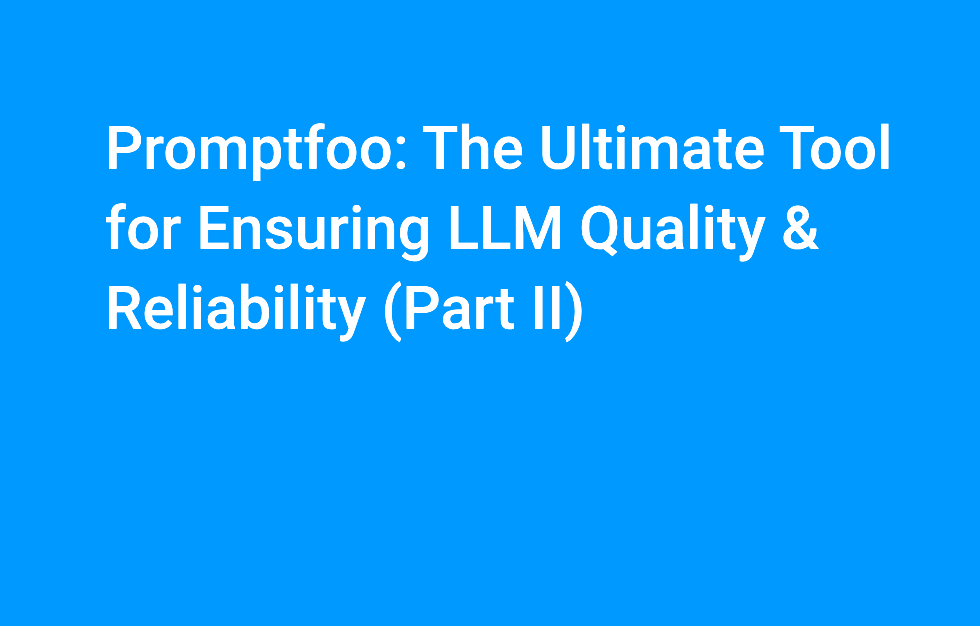 Promptfoo: The Ultimate Tool
for Ensuring LLM Quality &
Reliability (Part II)